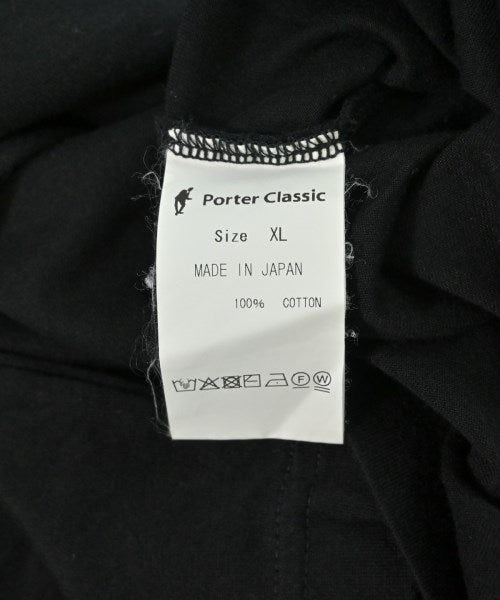 Porter Classic
Size XL
MADE IN JAPAN
100% COTTON
F W